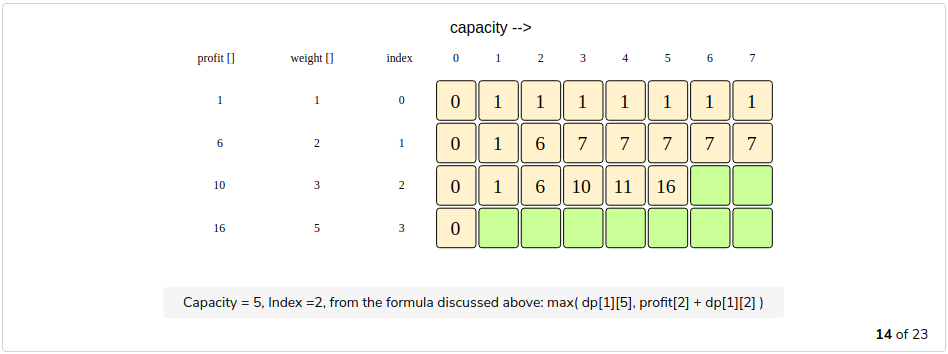 capacity -->
profit [] weight [] index 0 1 2 3 4 5 6 7
1 1 0 0 1 1 1 1 1 1 1
6 2 1 0 1 6 7 7 7 7 7
10 3 2 0 1 6 10 11 16
16 5 3 0
Capacity = 5, Index =2, from the formula discussed above: max( dp[1][5], profit[2] + dp[1][2] )
14 of 23